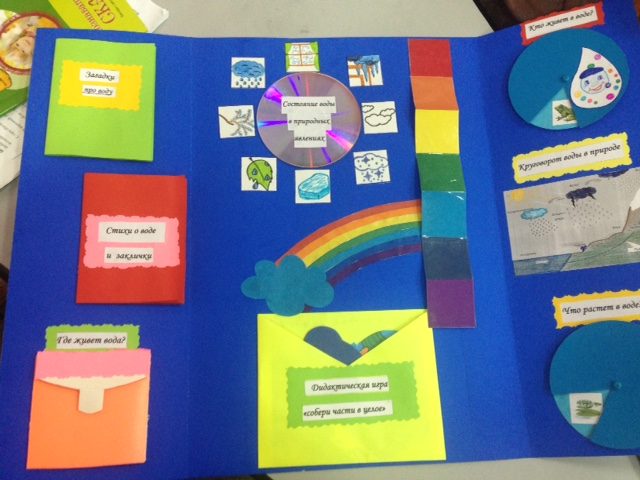 Загадки
про воду
Стихи о воде
и заклички
Где живет вода?
Состояние воды
в природных
явлениях
Дидактическая игра
«собери части в целое»
Кто живет в воде?
Круговорот воды в природе
Что растет в воде?